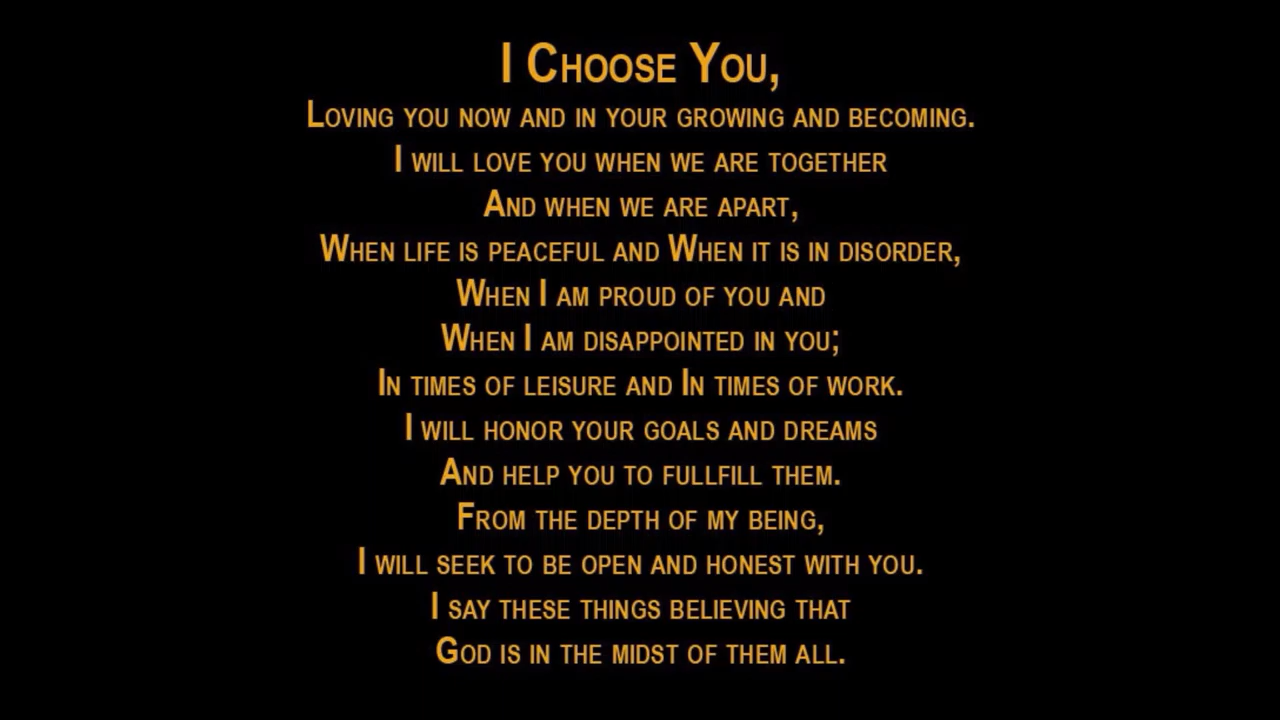 I Choose You,
Loving you now and in your growing and becoming.
I will love you when we are together
And when we are apart,
When life is peaceful and When it is in disorder,
When I am proud of you and
When I am disappointed in you;
In times of leisure and In times of work.
I will honor your goals and dreams
And help you to fullfill them.
From the depth of my being,
I will seek to be open and honest with you.
I say these things believing that
God is in the midst of them all.